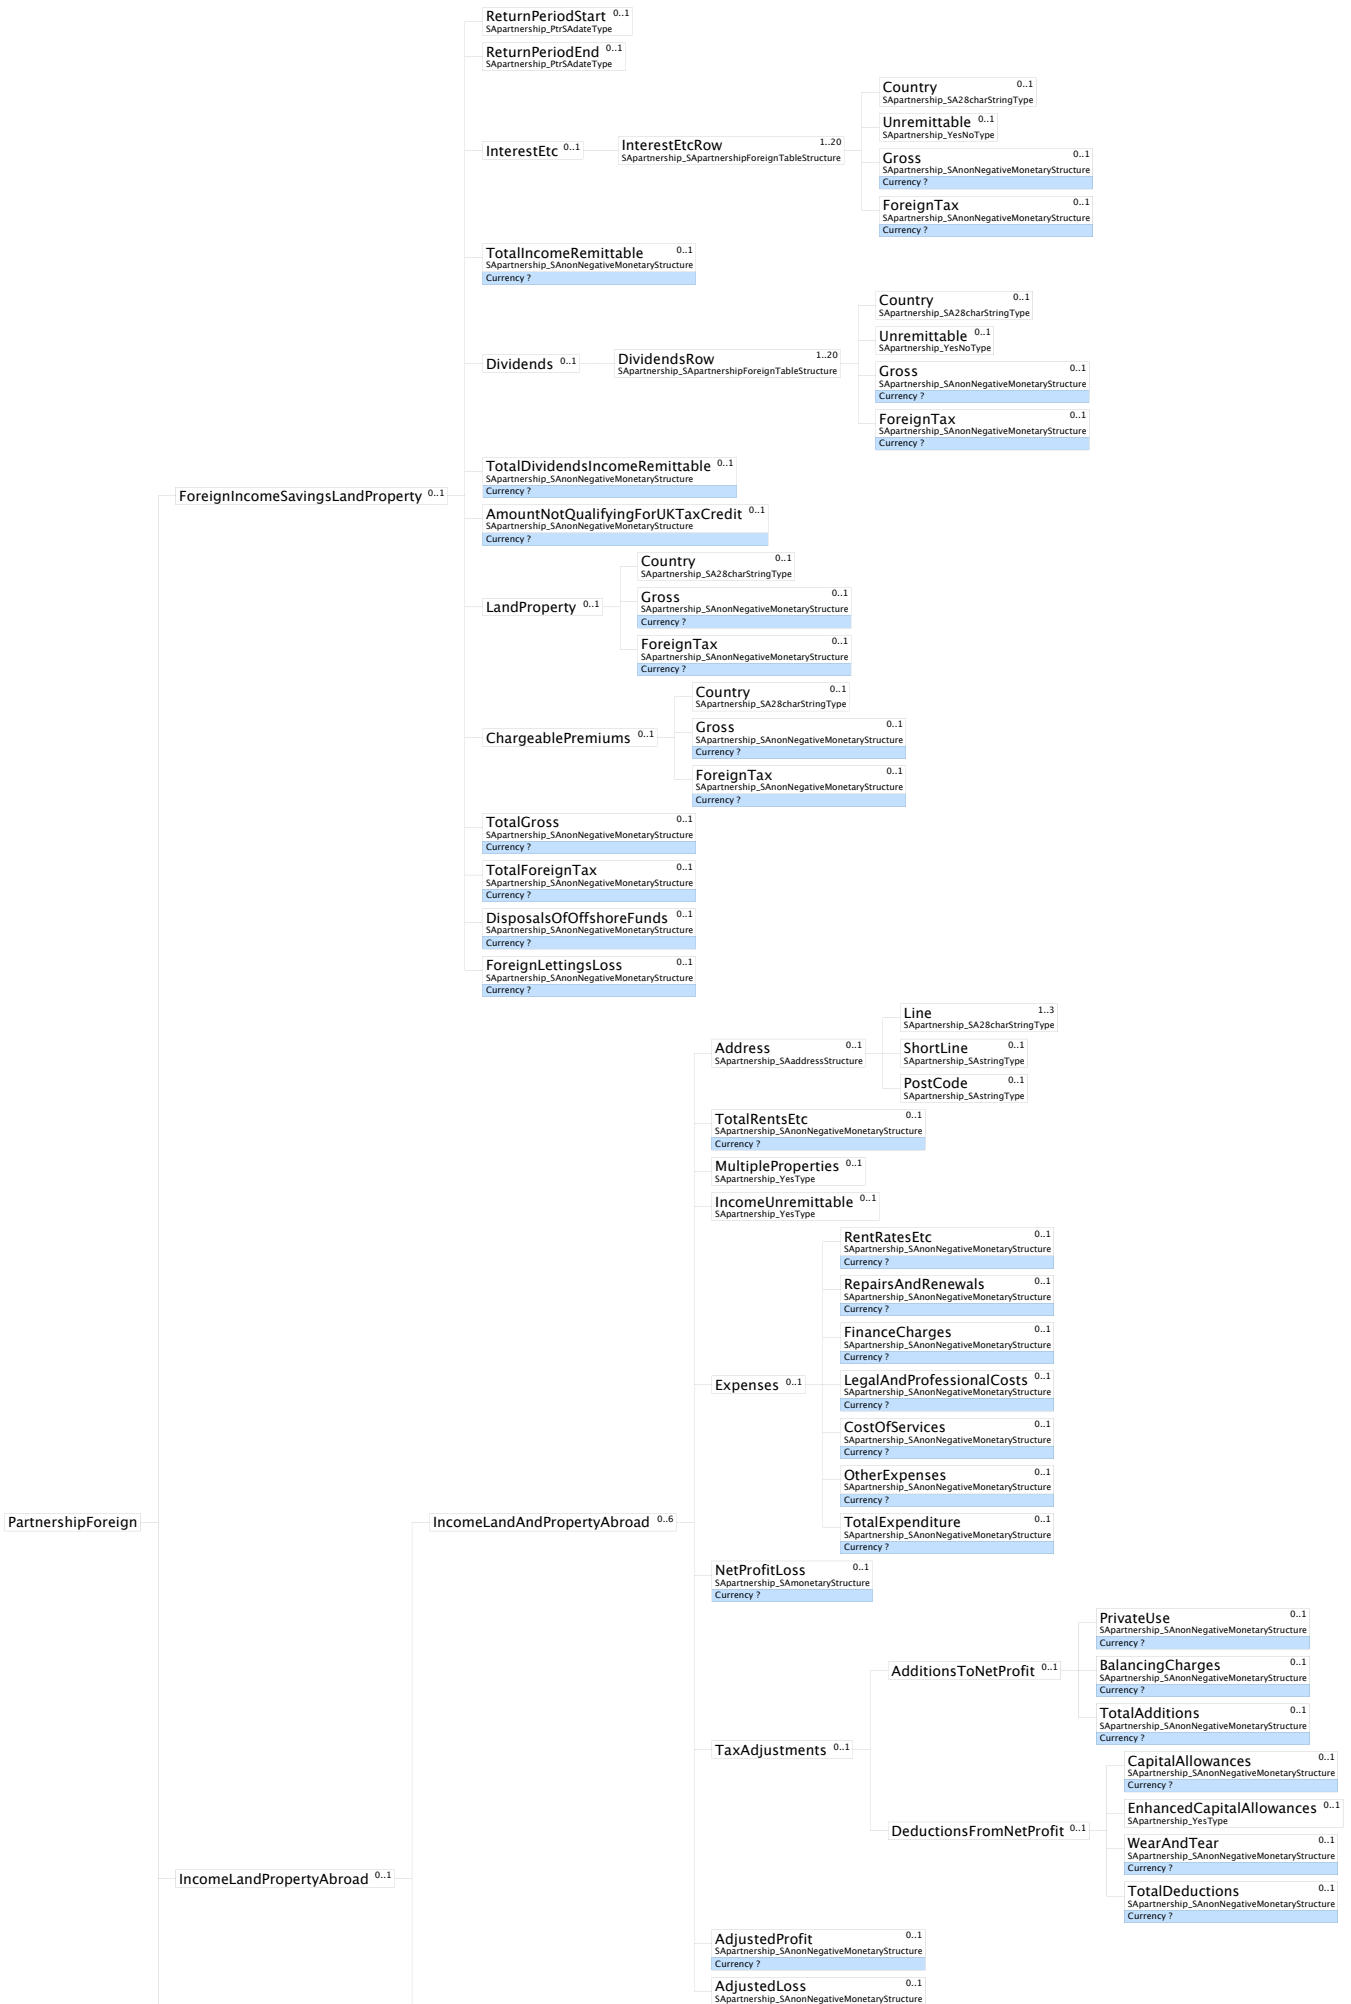 ReturnPeriodStart 0..1
SApartnership_PtrSAdateType
ReturnPeriodEnd 0..1
SApartnership_PtrSAdateType
Country 0..1
SApartnership_SA28charStringType
Unremittable 0..1
SApartnership_YesNoType
InterestEtc 0..1
InterestEtcRow 1..20
SApartnership_SApartnershipForeignTableStructure
Gross 0..1
SApartnership_SAnonNegativeMonetaryStructure
Currency ?
ForeignTax 0..1
SApartnership_SAnonNegativeMonetaryStructure
Currency ?
TotalIncomeRemittable 0..1
SApartnership_SAnonNegativeMonetaryStructure
Currency ?
Country 0..1
SApartnership_SA28charStringType
Unremittable 0..1
SApartnership_YesNoType
Dividends 0..1
DividendsRow 1..20
SApartnership_SApartnershipForeignTableStructure
Gross 0..1
SApartnership_SAnonNegativeMonetaryStructure
Currency ?
ForeignTax 0..1
SApartnership_SAnonNegativeMonetaryStructure
Currency ?
TotalDividendsIncomeRemittable 0..1
SApartnership_SAnonNegativeMonetaryStructure
Currency ?
ForeignIncomeSavingsLandProperty 0..1
AmountNotQualifyingForUKTaxCredit 0..1
SApartnership_SAnonNegativeMonetaryStructure
Currency ?
Country 0..1
SApartnership_SA28charStringType
LandProperty 0..1
Gross 0..1
SApartnership_SAnonNegativeMonetaryStructure
Currency ?
ForeignTax 0..1
SApartnership_SAnonNegativeMonetaryStructure
Currency ?
Country 0..1
SApartnership_SA28charStringType
ChargeablePremiums 0..1
Gross 0..1
SApartnership_SAnonNegativeMonetaryStructure
Currency ?
ForeignTax 0..1
SApartnership_SAnonNegativeMonetaryStructure
Currency ?
TotalGross 0..1
SApartnership_SAnonNegativeMonetaryStructure
Currency ?
TotalForeignTax 0..1
SApartnership_SAnonNegativeMonetaryStructure
Currency ?
DisposalsOfOffshoreFunds 0..1
SApartnership_SAnonNegativeMonetaryStructure
Currency ?
ForeignLettingsLoss 0..1
SApartnership_SAnonNegativeMonetaryStructure
Currency ?
Line 1..3
SApartnership_SA28charStringType
Address 0..1
SApartnership_SAaddressStructure
ShortLine 0..1
SApartnership_SAstringType
PostCode 0..1
SApartnership_SAstringType
TotalRentsEtc 0..1
SApartnership_SAnonNegativeMonetaryStructure
Currency ?
MultipleProperties 0..1
SApartnership_YesType
IncomeUnremittable 0..1
SApartnership_YesType
RentRatesEtc 0..1
SApartnership_SAnonNegativeMonetaryStructure
Currency ?
RepairsAndRenewals 0..1
SApartnership_SAnonNegativeMonetaryStructure
Currency ?
FinanceCharges 0..1
SApartnership_SAnonNegativeMonetaryStructure
Currency ?
Expenses 0..1
LegalAndProfessionalCosts 0..1
SApartnership_SAnonNegativeMonetaryStructure
Currency ?
CostOfServices 0..1
SApartnership_SAnonNegativeMonetaryStructure
Currency ?
OtherExpenses 0..1
SApartnership_SAnonNegativeMonetaryStructure
Currency ?
PartnershipForeign
IncomeLandAndPropertyAbroad 0..6
TotalExpenditure 0..1
SApartnership_SAnonNegativeMonetaryStructure
Currency ?
NetProfitLoss 0..1
SApartnership_SAmonetaryStructure
Currency ?
PrivateUse 0..1
SApartnership_SAnonNegativeMonetaryStructure
Currency ?
AdditionsToNetProfit 0..1
BalancingCharges 0..1
SApartnership_SAnonNegativeMonetaryStructure
Currency ?
TotalAdditions 0..1
SApartnership_SAnonNegativeMonetaryStructure
Currency ?
TaxAdjustments 0..1
CapitalAllowances 0..1
SApartnership_SAnonNegativeMonetaryStructure
Currency ?
EnhancedCapitalAllowances 0..1
SApartnership_YesType
DeductionsFromNetProfit 0..1
WearAndTear 0..1
SApartnership_SAnonNegativeMonetaryStructure
Currency ?
IncomeLandPropertyAbroad 0..1
TotalDeductions 0..1
SApartnership_SAnonNegativeMonetaryStructure
Currency ?
AdjustedProfit 0..1
SApartnership_SAnonNegativeMonetaryStructure
Currency ?
AdjustedLoss 0..1
SApartnership_SAnonNegativeMonetaryStructure